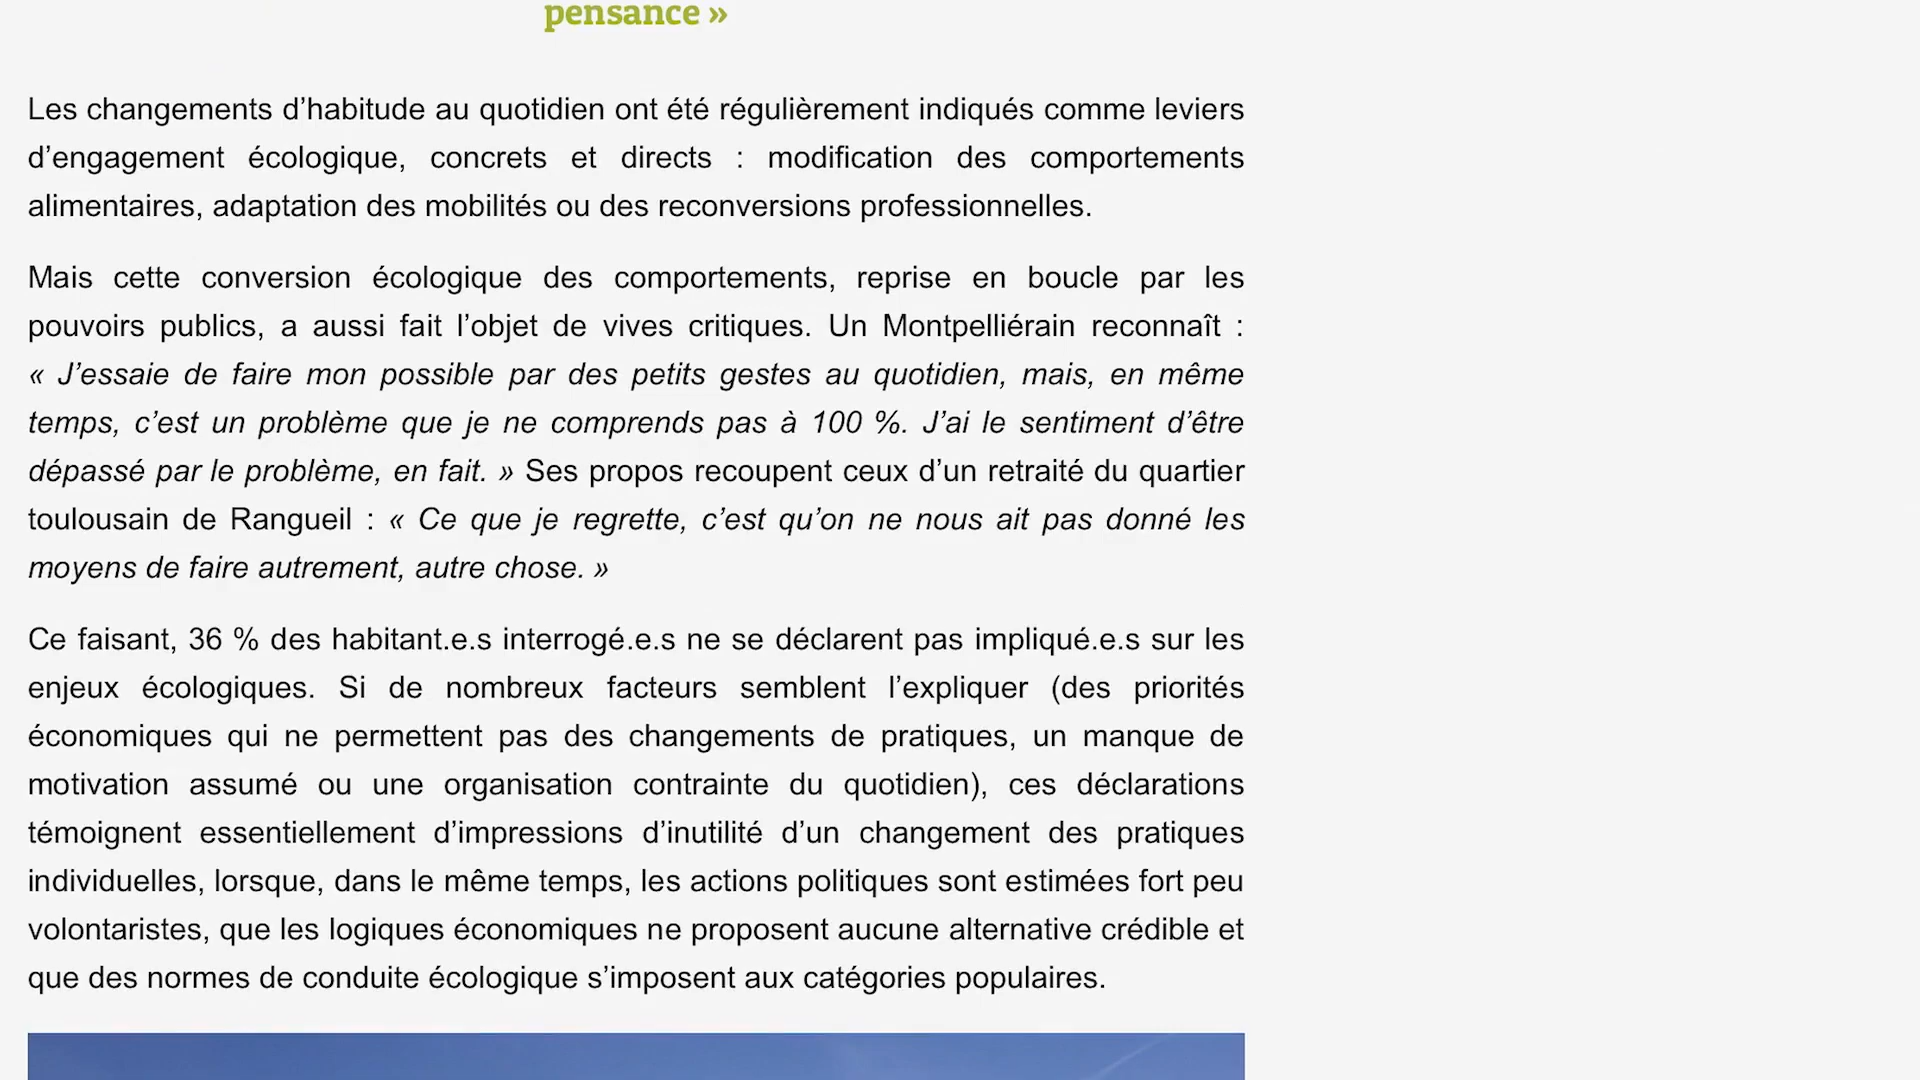 pensance »
Les changements d’habitude au quotidien ont été régulièrement indiqués comme leviers
d’engagement écologique, concrets et directs : modification des comportements
alimentaires, adaptation des mobilités ou des reconversions professionnelles.
Mais cette conversion écologique des comportements, reprise en boucle par les
pouvoirs publics, a aussi fait l’objet de vives critiques. Un Montpelliérain reconnaît :
« J’essaie de faire mon possible par des petits gestes au quotidien, mais, en même
temps, c’est un problème que je ne comprends pas à 100 %. J’ai le sentiment d’être
dépassé par le problème, en fait. » Ses propos recoupent ceux d’un retraité du quartier
toulousain de Rangueil : « Ce que je regrette, c’est qu’on ne nous ait pas donné les
moyens de faire autrement, autre chose. »
Ce faisant, 36 % des habitant.e.s interrogé.e.s ne se déclarent pas impliqué.e.s sur les
enjeux écologiques. Si de nombreux facteurs semblent l’expliquer (des priorités
économiques qui ne permettent pas des changements de pratiques, un manque de
motivation assumé ou une organisation contrainte du quotidien), ces déclarations
témoignent essentiellement d’impressions d’inutilité d’un changement des pratiques
individuelles, lorsque, dans le même temps, les actions politiques sont estimées fort peu
volontaristes, que les logiques économiques ne proposent aucune alternative crédible et
que des normes de conduite écologique s’imposent aux catégories populaires.